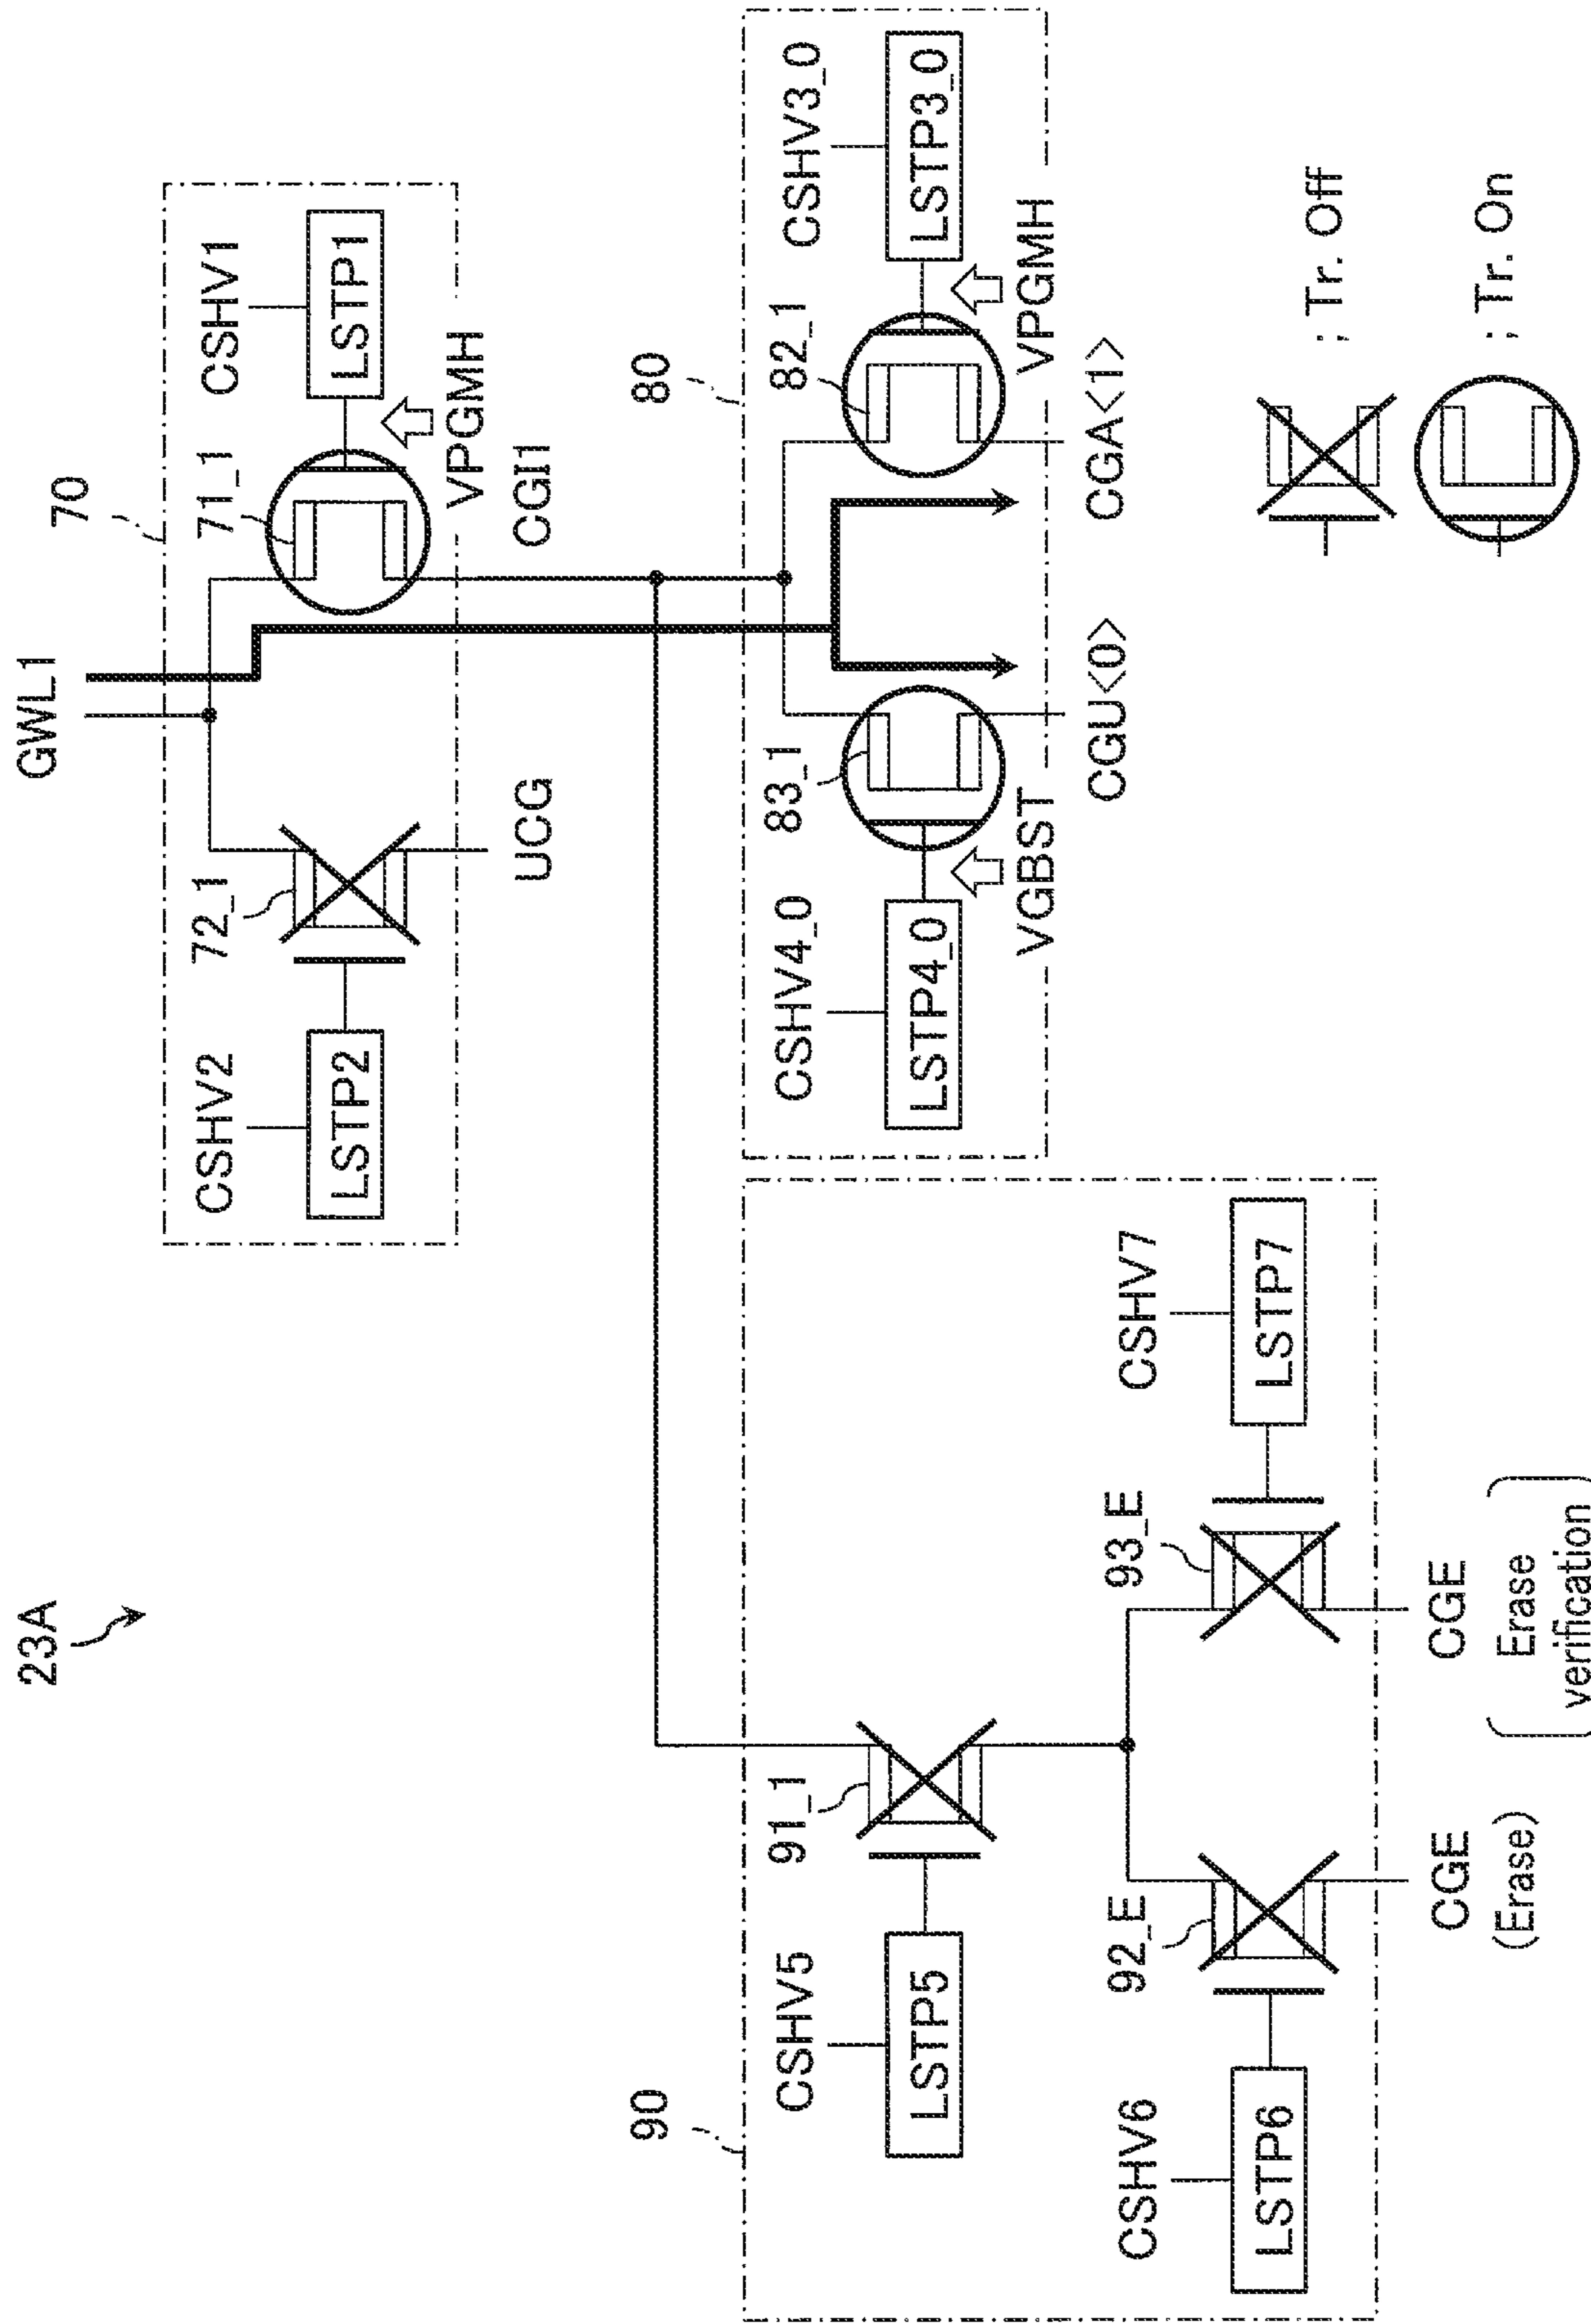 23A
GWL1
70
CSHV2
LSTP2
72_1
UCG
71_1
CSHV1
LSTP1
VPGMH
CGI1
80
CSHV4_0
LSTP4_0
VGBST
83_1
CGU<0>
82_1
CSHV3_0
LSTP3_0
VPGMH
CGA<1>
90
CSHV5
LSTP5
91_1
CSHV6
LSTP6
92_E
CGE
(Erase)
93_E
CSHV7
LSTP7
CGE
(Erase
verification)
; Tr. Off
; Tr. On